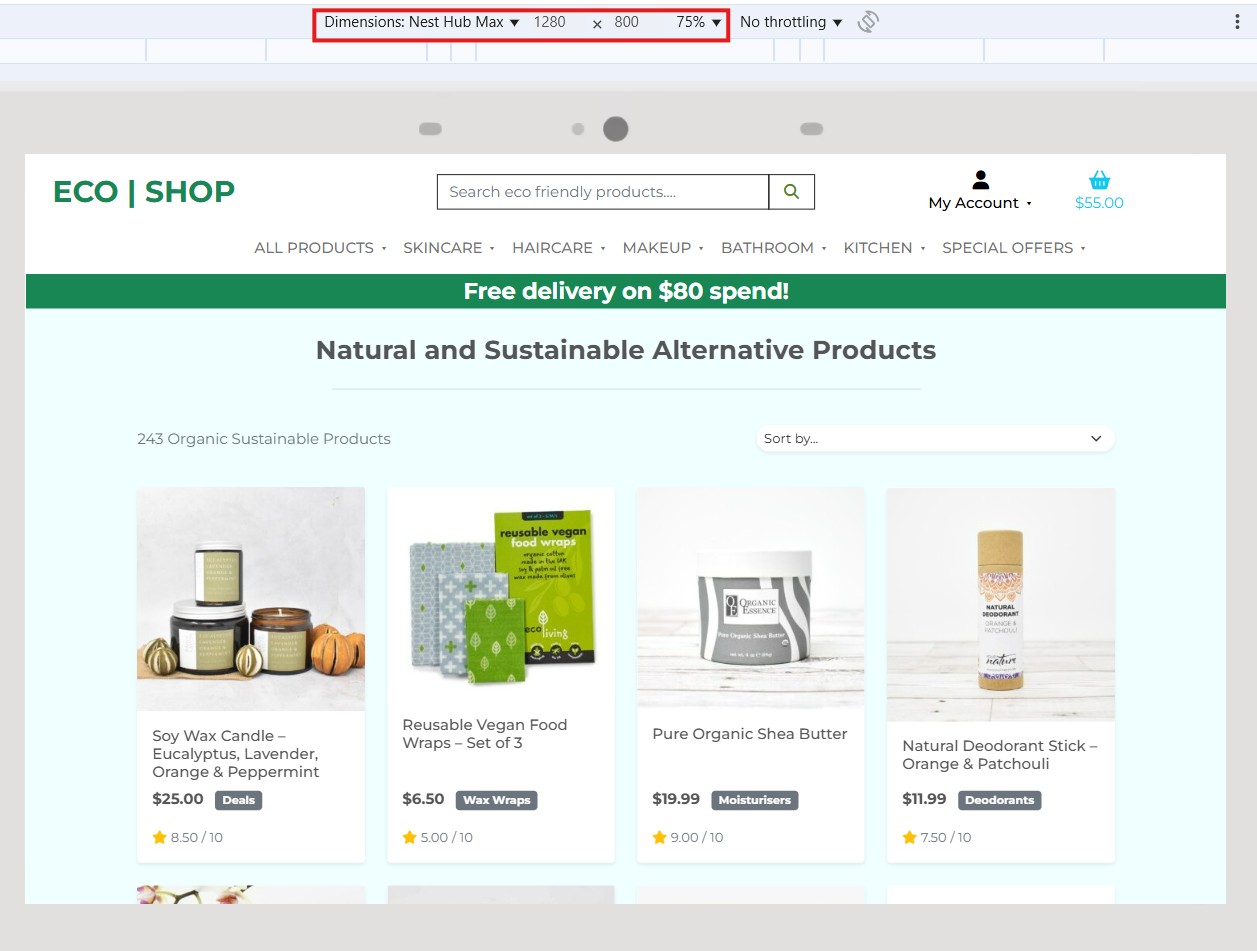 Dimensions: Nest Hub Max ▼ 1280 × 800 75% ▼ No throttling ▼
ECO | SHOP
Search eco friendly products....
My Account
$55.00
ALL PRODUCTS SKINCARE HAIRCARE MAKEUP BATHROOM KITCHEN SPECIAL OFFERS
Free delivery on $80 spend!
Natural and Sustainable Alternative Products
243 Organic Sustainable Products
Sort by...
reusable vegan
food wraps
organic cotton
made in the UK
soy & palm oil free
wax made from olives
eco
living
ORGANIC
ESSENCE
Pure Organic Shea Butter
NATURAL
DEODORANT
ORANGE &
PATCHOULI
nature
Soy Wax Candle –
Eucalyptus, Lavender,
Orange & Peppermint
$25.00 Deals
8.50 / 10
Reusable Vegan Food
Wraps – Set of 3
$6.50 Wax Wraps
5.00 / 10
Pure Organic Shea Butter
$19.99 Moisturisers
9.00 / 10
Natural Deodorant Stick –
Orange & Patchouli
$11.99 Deodorants
7.50 / 10